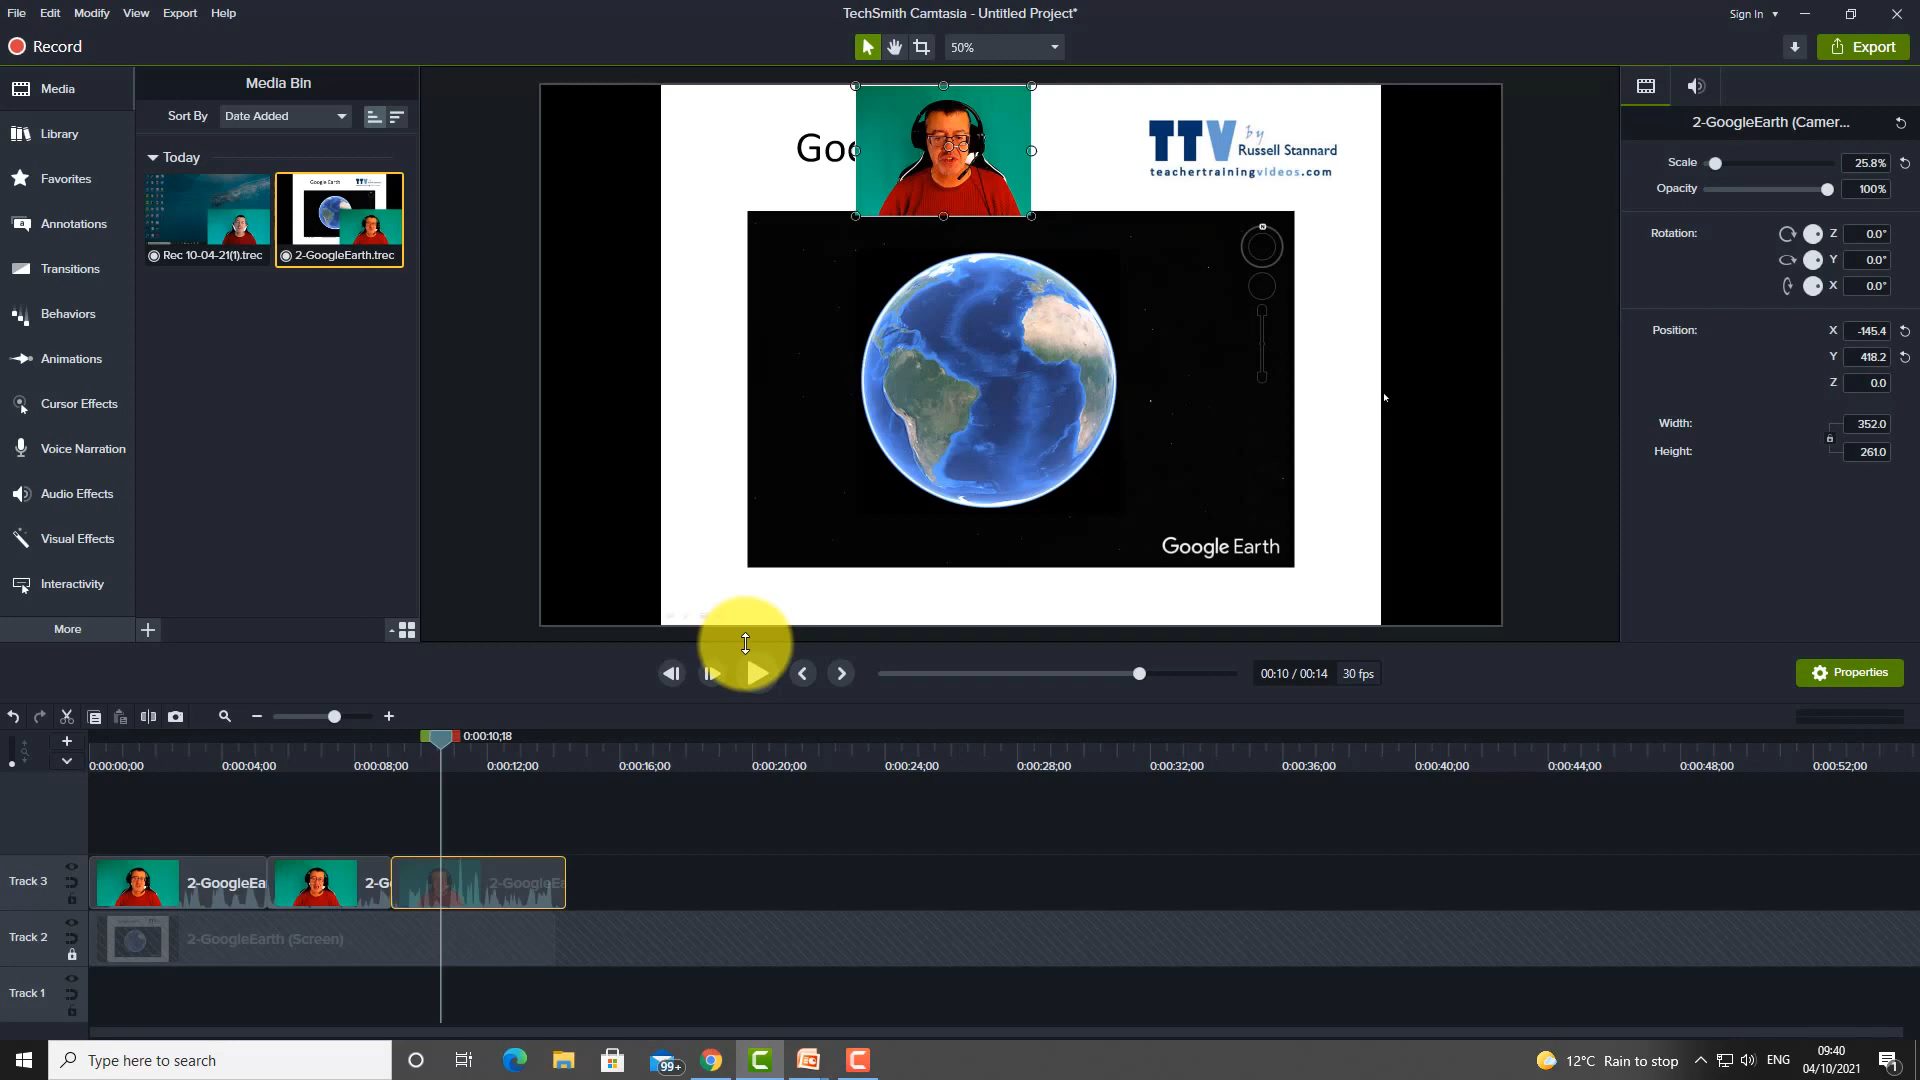 File Edit Modify View Export Help
TechSmith Camtasia - Untitled Project*
Sign In
Record
50%
Export
Media
Library
Favorites
Annotations
Transitions
Behaviors
Animations
Cursor Effects
Voice Narration
Audio Effects
Visual Effects
Interactivity
More
Media Bin
Sort By Date Added
Today
Rec 10-04-21(1).trec
2-GoogleEarth.trec
Goo
TTV by
Russell Stannard
teachertrainingvideos.com
Google Earth
2-GoogleEarth (Camer...
Scale 25.8%
Opacity 100%
Rotation: Z 0.0°
Y 0.0°
X 0.0°
Position: X -145.4
Y 418.2
Z 0.0
Width: 352.0
Height: 261.0
00:10 / 00:14 30 fps
Properties
0:00:10;18
0:00:00;00 0:00:04;00 0:00:08;00 0:00:12;00 0:00:16;00 0:00:20;00 0:00:24;00 0:00:28;00 0:00:32;00 0:00:36;00 0:00:40;00 0:00:44;00 0:00:48;00 0:00:52;00
Track 3 2-GoogleEa 2-G 2-GoogleEa
Track 2 2-GoogleEarth (Screen)
Track 1
Type here to search
99+
12°C Rain to stop
ENG
09:40
04/10/2021
1